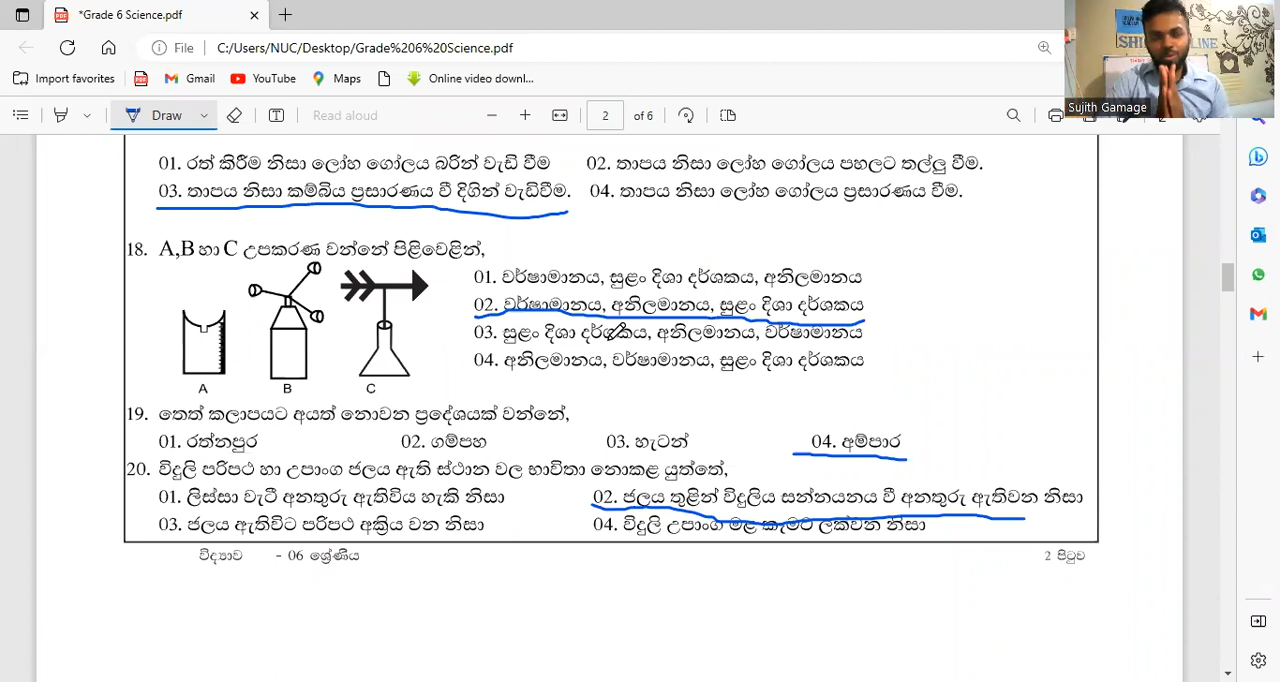 *Grade 6 Science.pdf
File C:/Users/NUC/Desktop/Grade%206%20Science.pdf
Import favorites Gmail YouTube Maps Online video downl...
Draw Read aloud 2 of 6
Sujith Gamage
01. රත් කිරීම නිසා ලෝහ ගෝලය බරින් වැඩි වීම 02. තාපය නිසා ලෝහ ගෝලය පහලට තල්ලු වීම.
03. තාපය නිසා කම්බිය ප්‍රසාරණය වී දිගින් වැඩිවීම. 04. තාපය නිසා ලෝහ ගෝලය ප්‍රසාරණය වීම.
18. A,B හා C උපකරණ වන්නේ පිළිවෙළින්,
01. වර්ෂාමානය, සුළං දිශා දර්ශකය, අනිලමානය
02. වර්ෂාමානය, අනිලමානය, සුළං දිශා දර්ශකය
03. සුළං දිශා දර්ශකය, අනිලමානය, වර්ෂාමානය
04. අනිලමානය, වර්ෂාමානය, සුළං දිශා දර්ශකය
A B C
19. තෙත් කලාපයට අයත් නොවන ප්‍රදේශයක් වන්නේ,
01. රත්නපුර 02. ගම්පහ 03. හැටන් 04. අම්පාර
20. විදුලි පරිපථ හා උපාංග ජලය ඇති ස්ථාන වල භාවිතා නොකළ යුත්තේ,
01. ලිස්සා වැටී අනතුරු ඇතිවිය හැකි නිසා 02. ජලය තුළින් විදුලිය සන්නයනය වී අනතුරු ඇතිවන නිසා
03. ජලය ඇතිවිට පරිපථ අක්‍රිය වන නිසා 04. විදුලි උපාංග මළ කෑමට ලක්වන නිසා
විද්‍යාව - 06 ශ්‍රේණිය 2 පිටුව